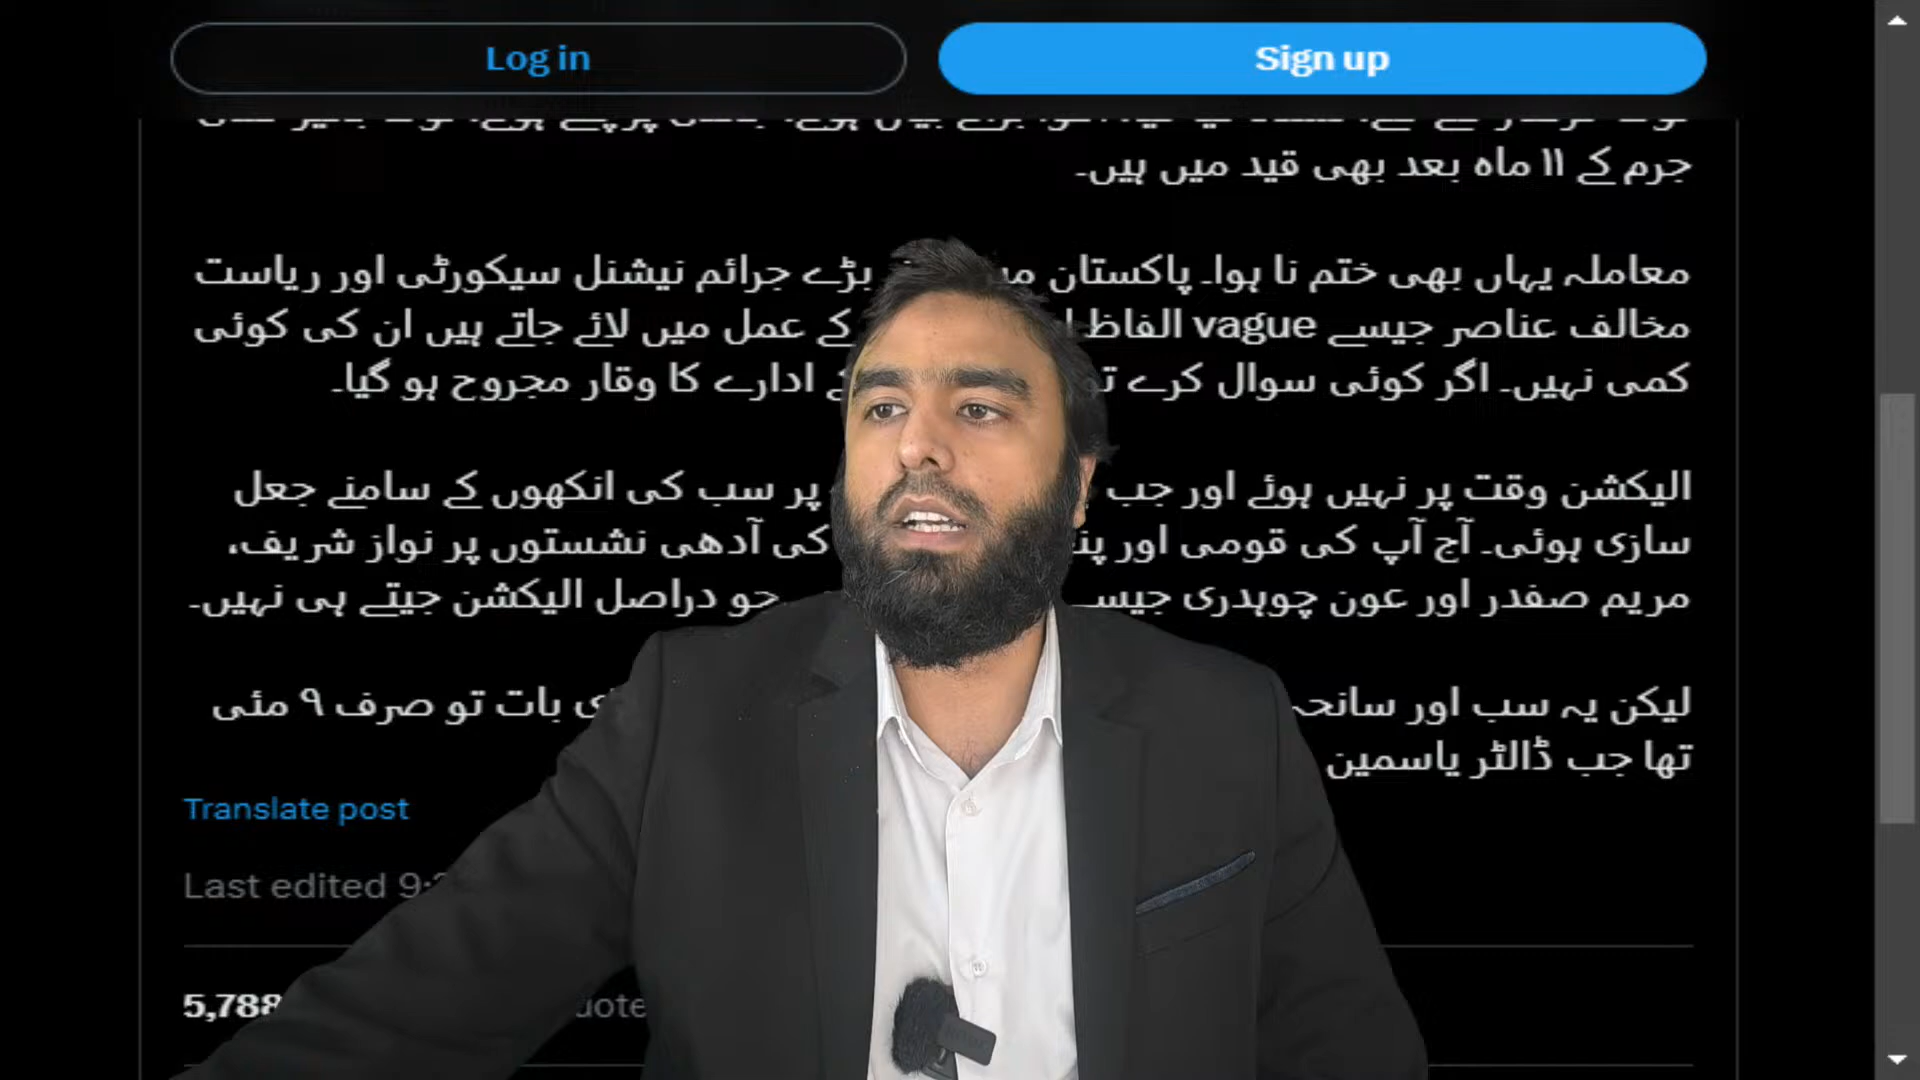 Log in
Sign up
جرم کے ۱۱ ماہ بعد بھی قید میں ہیں۔
معاملہ یہاں بھی ختم نا ہوا۔ پاکستان بڑے جرائم نیشنل سیکورٹی اور ریاست
مخالف عناصر جیسے vague الفاظ کے عمل میں لائے جاتے ہیں ان کی کوئی
کمی نہیں۔ اگر کوئی سوال کرے تو ادارے کا وقار مجروح ہو گیا۔
الیکشن وقت پر نہیں ہوئے اور جب پر سب کی انکھوں کے سامنے جعل
سازی ہوئی۔ آج آپ کی قومی اور کی آدھی نشستوں پر نواز شریف،
مریم صفدر اور عون چوہدری جیسے جو دراصل الیکشن جیتے ہی نہیں۔
لیکن یہ سب اور سانحہ بات تو صرف ۹ مئی
تھا جب ڈالٹر یاسمین
Translate post
Last edited
5,788